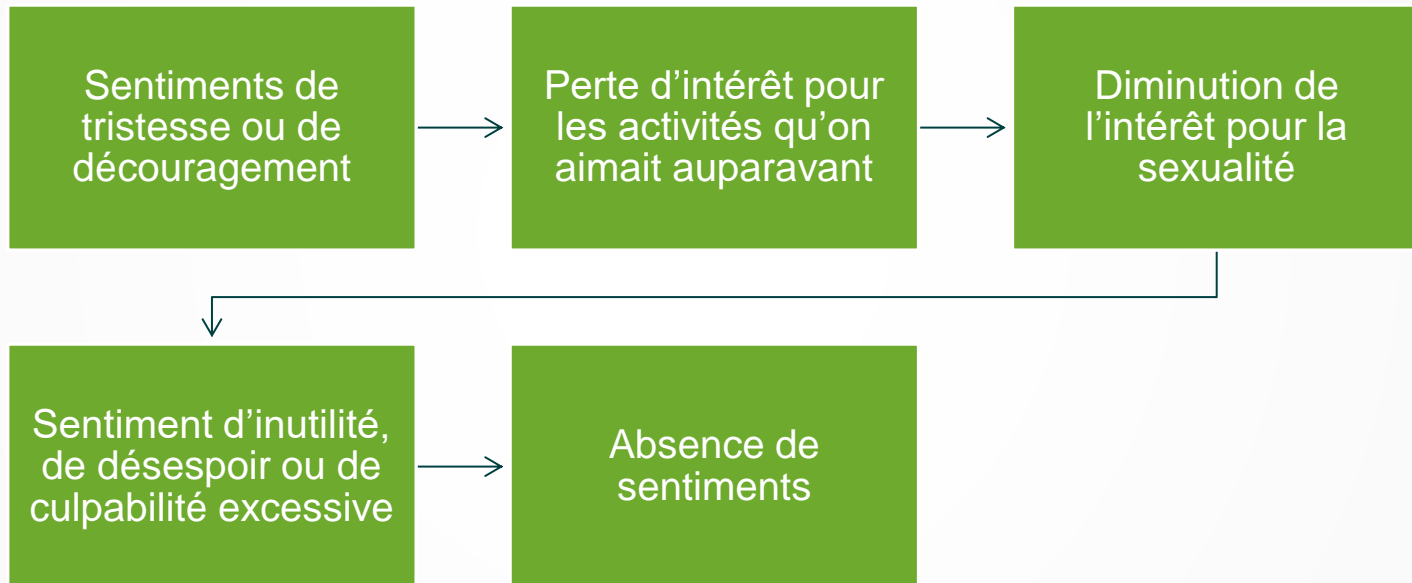 Sentiments de
tristesse ou de
découragement
Perte d’intérêt pour
les activités qu’on
aimait auparavant
Diminution de
l’intérêt pour la
sexualité
Sentiment d’inutilité,
de désespoir ou de
culpabilité excessive
Absence de
sentiments